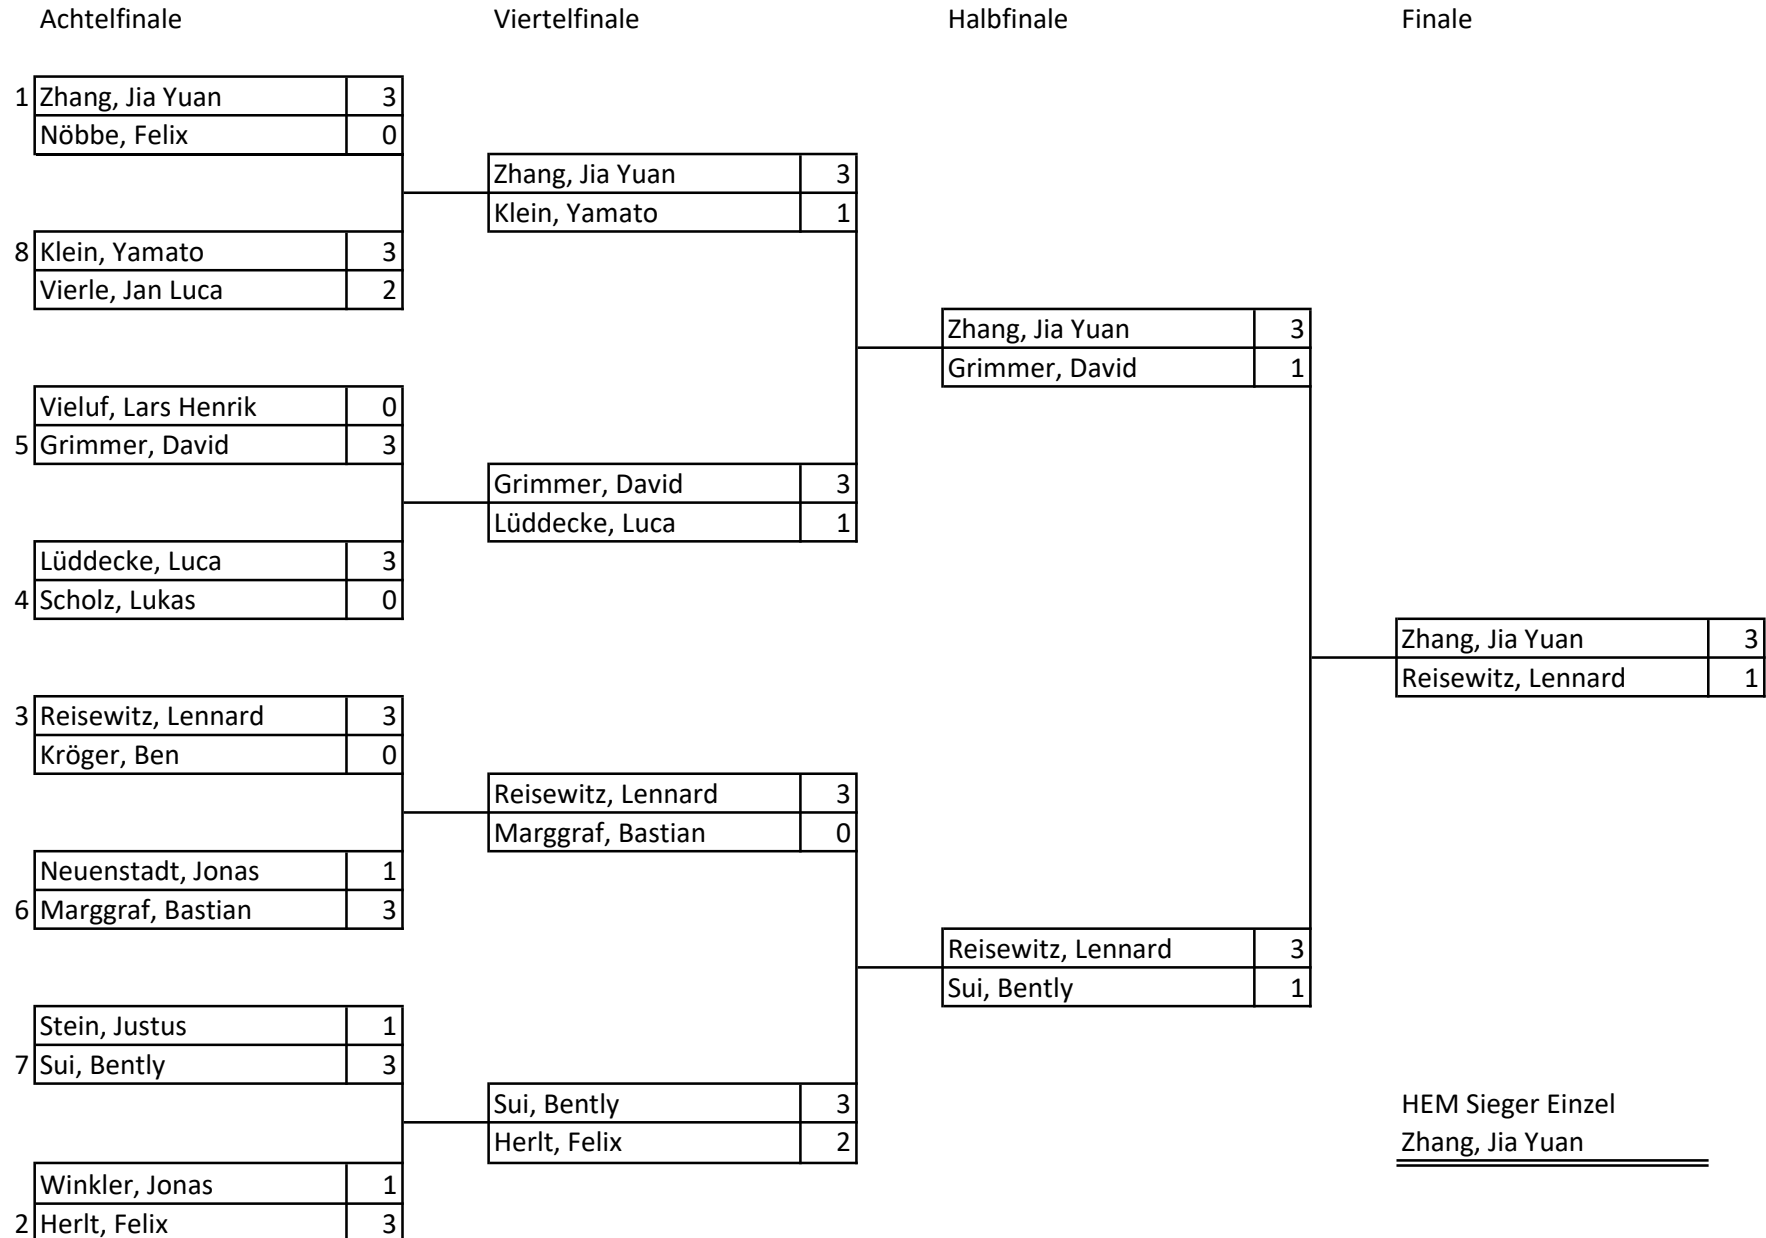 Achtelfinale Viertelfinale Halbfinale Finale
1 Zhang, Jia Yuan 3
Nöbbe, Felix 0
Zhang, Jia Yuan 3
Klein, Yamato 1
8 Klein, Yamato 3
Vierle, Jan Luca 2
Zhang, Jia Yuan 3
Grimmer, David 1
Vieluf, Lars Henrik 0
5 Grimmer, David 3
Grimmer, David 3
Lüddecke, Luca 1
Lüddecke, Luca 3
4 Scholz, Lukas 0
Zhang, Jia Yuan 3
Reisewitz, Lennard 1
3 Reisewitz, Lennard 3
Kröger, Ben 0
Reisewitz, Lennard 3
Marggraf, Bastian 0
Neuenstadt, Jonas 1
6 Marggraf, Bastian 3
Reisewitz, Lennard 3
Sui, Bently 1
Stein, Justus 1
7 Sui, Bently 3
Sui, Bently 3 HEM Sieger Einzel
Herlt, Felix 2 Zhang, Jia Yuan
Winkler, Jonas 1
2 Herlt, Felix 3